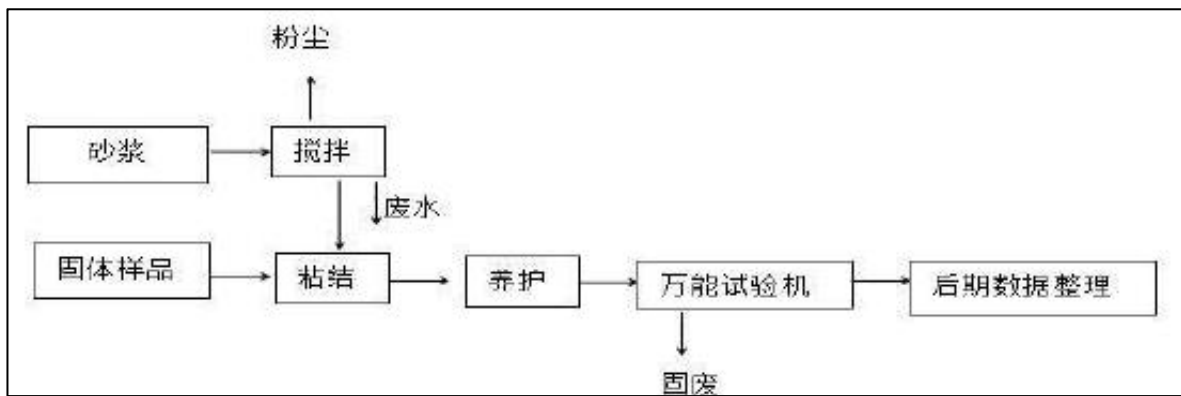 粉尘
砂浆
搅拌
废水
固体样品
粘结
养护
万能试验机
后期数据整理
固废